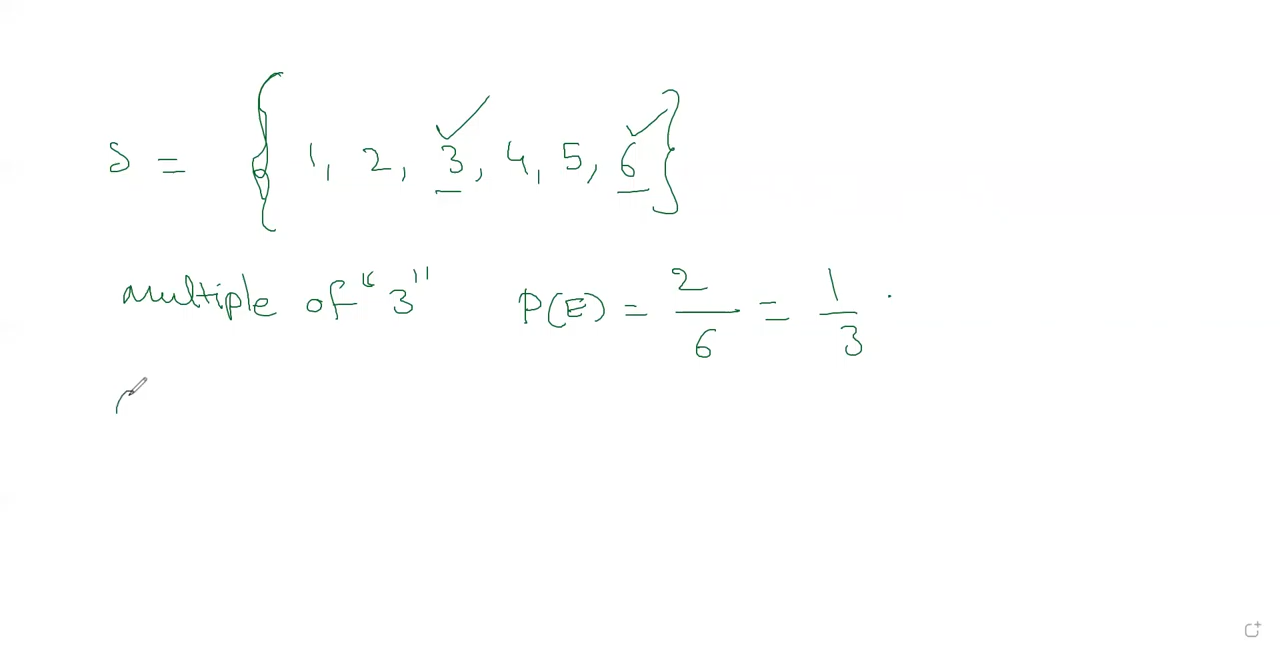 S = { 1, 2, 3, 4, 5, 6 }
multiple of "3" P(E) = 2/6 = 1/3 .